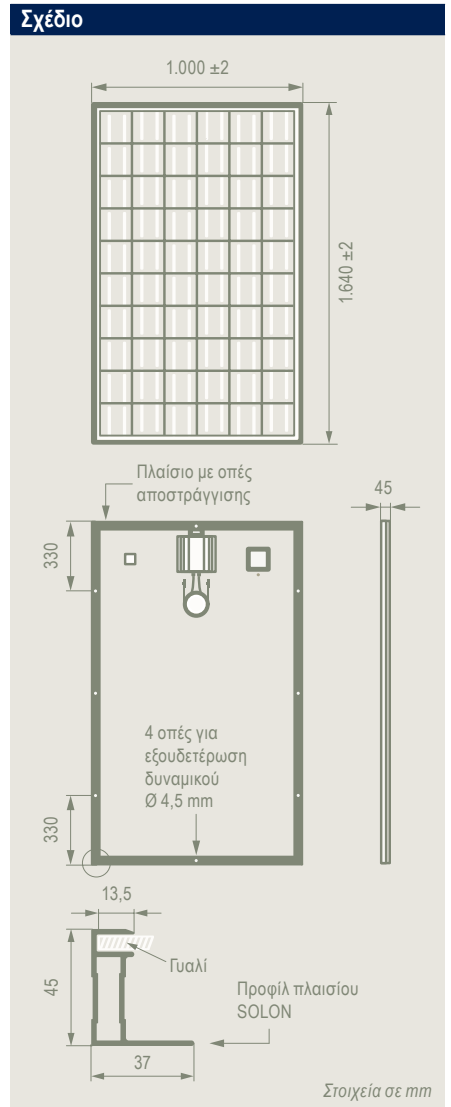 Σχέδιο
1.000 ±2
1.640 ±2
Πλαίσιο με οπές
αποστράγγισης
45
330
4 οπές για
εξουδετέρωση
δυναμικού
Ø 4,5 mm
330
13,5
Γυαλί
45
Προφίλ πλαισίου
SOLON
37
Στοιχεία σε mm